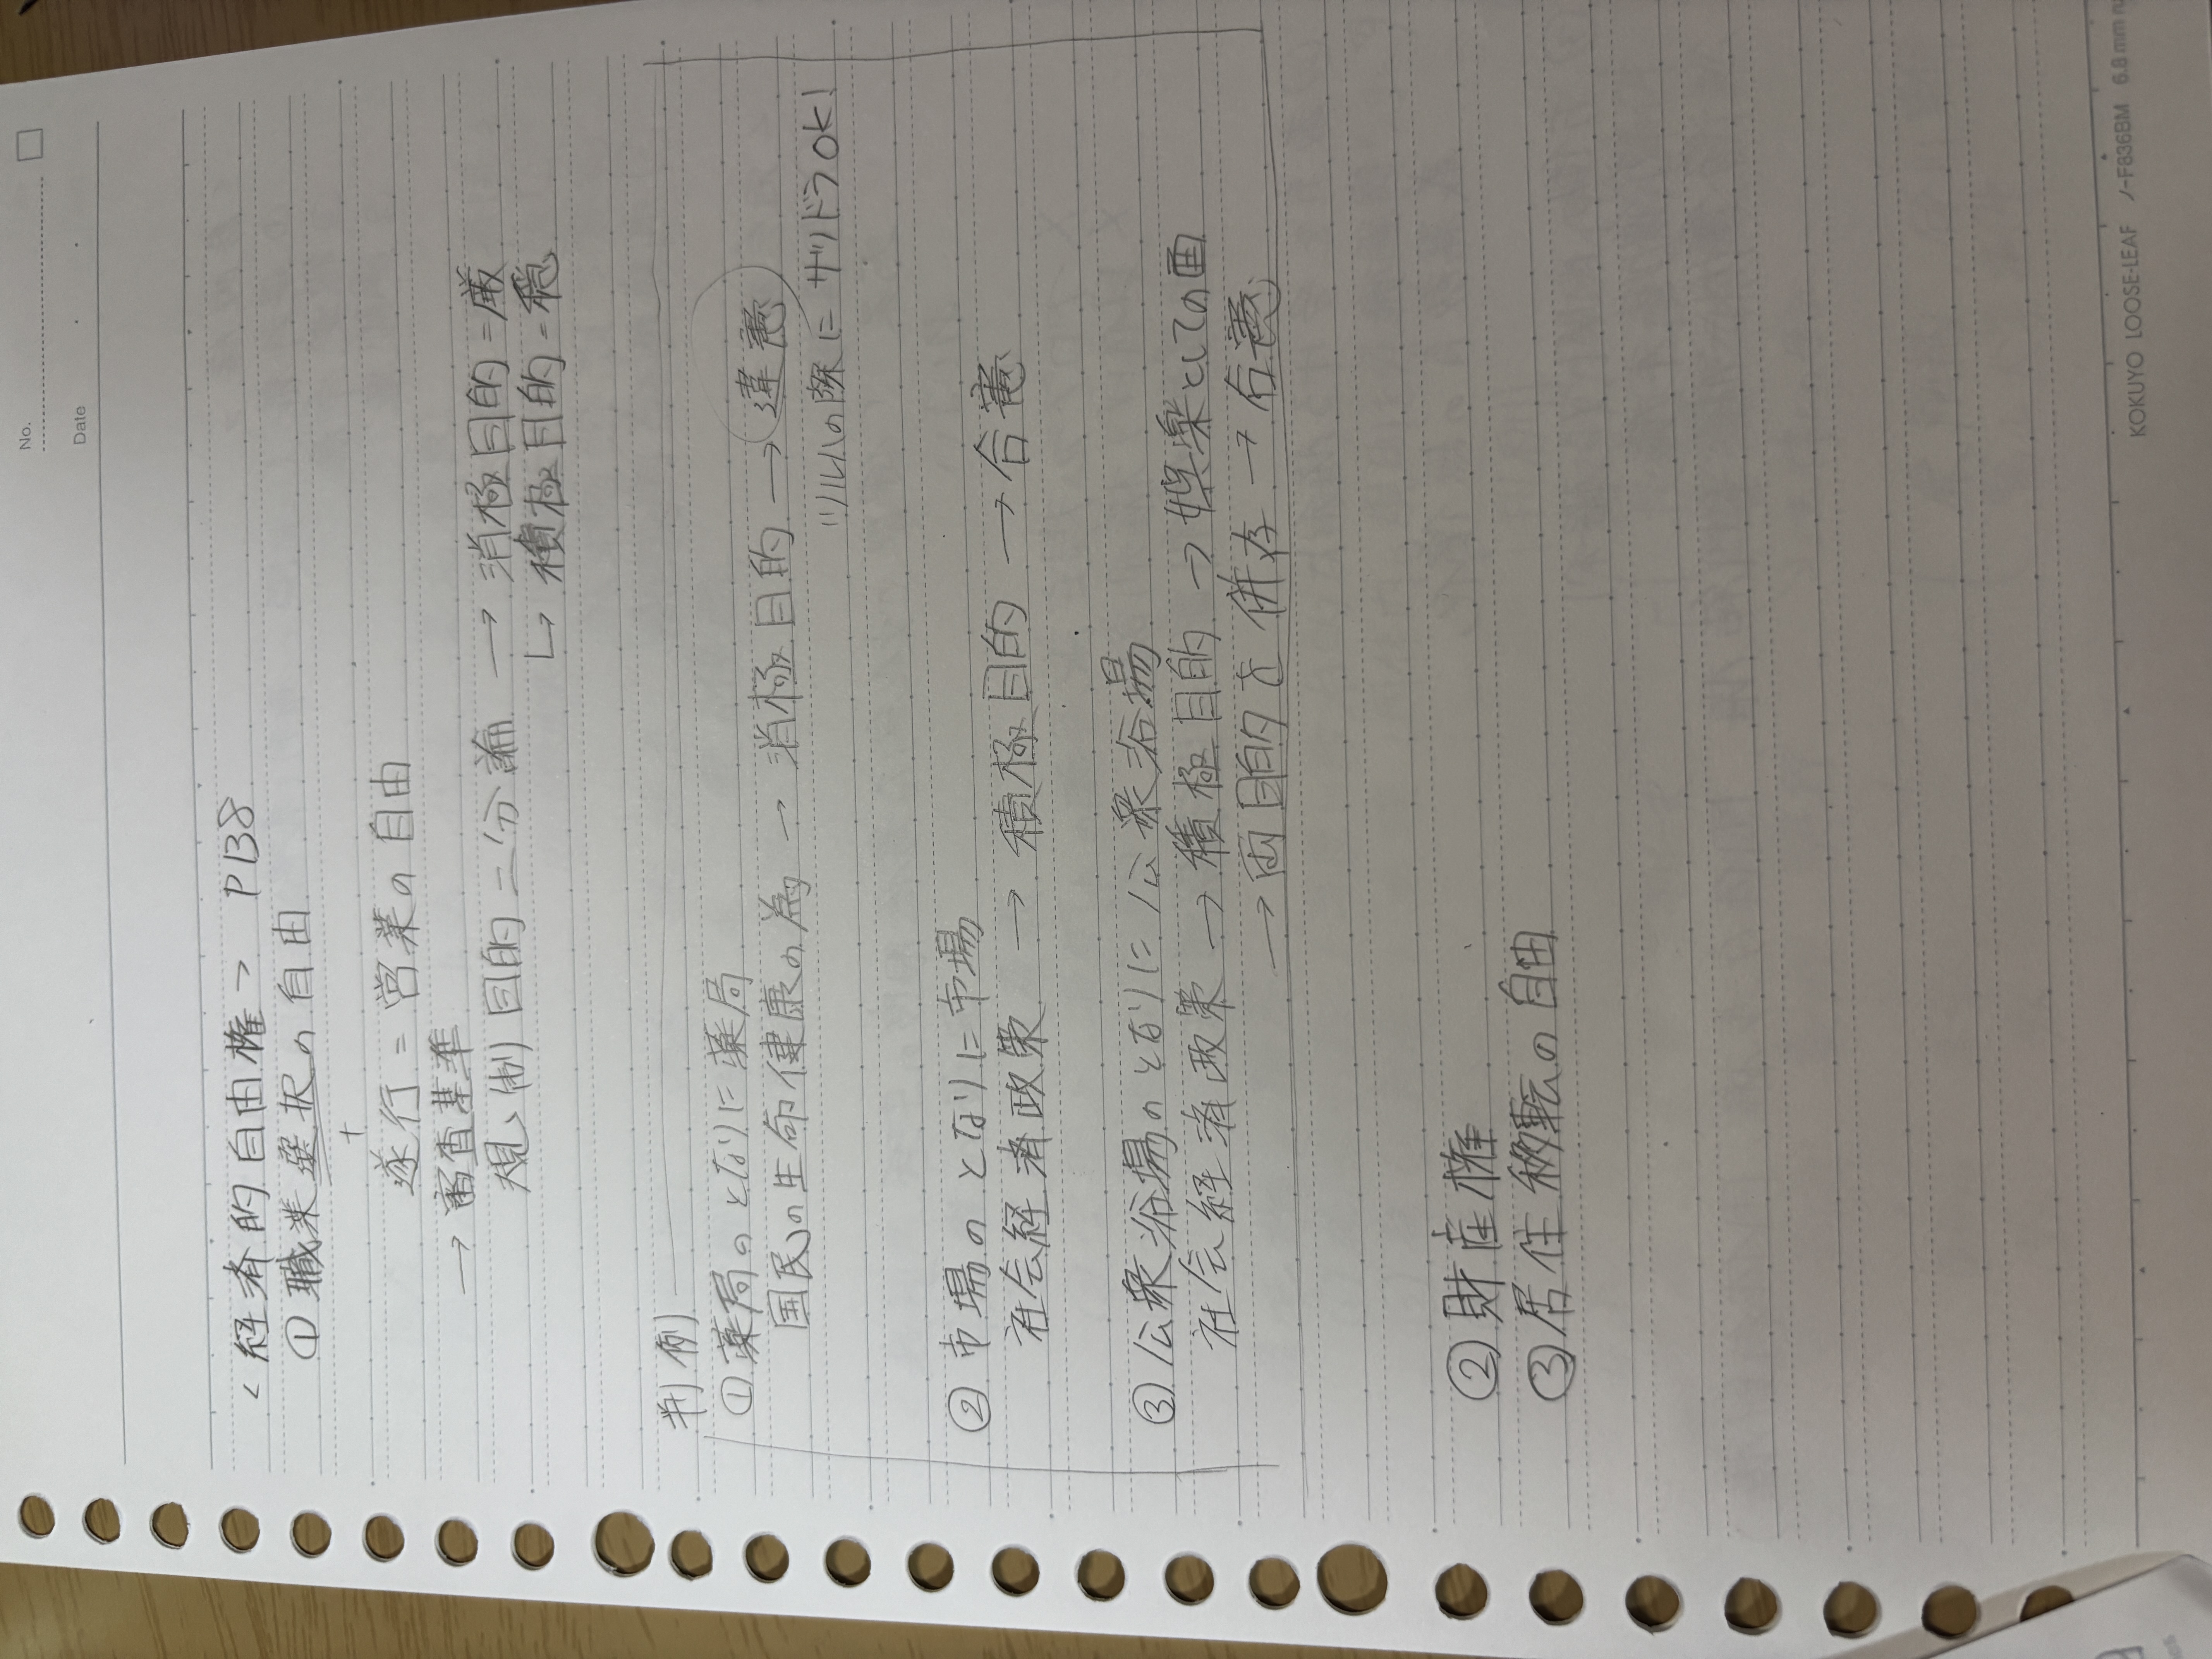 No.
Date
<経済的自由権> P138
①職業選択の自由
+
遂行=営業の自由
→審査基準
規制目的二分論 → 消極目的=厳
↳ 積極目的=穏
判例
①薬局のとなりに薬局
国民の生命健康の為 → 消極目的 → 違憲
ツルハの隣にサツドラOK!
②市場のとなりに市場
社会経済政策 → 積極目的 → 合憲
③公衆浴場のとなりに公衆浴場
社会経済政策 → 積極目的 → 娯楽としての面
→両目的を併存 → 合憲
②財産権
③居住移転の自由
KOKUYO LOOSE-LEAF ノ-F836BM 6.8mm